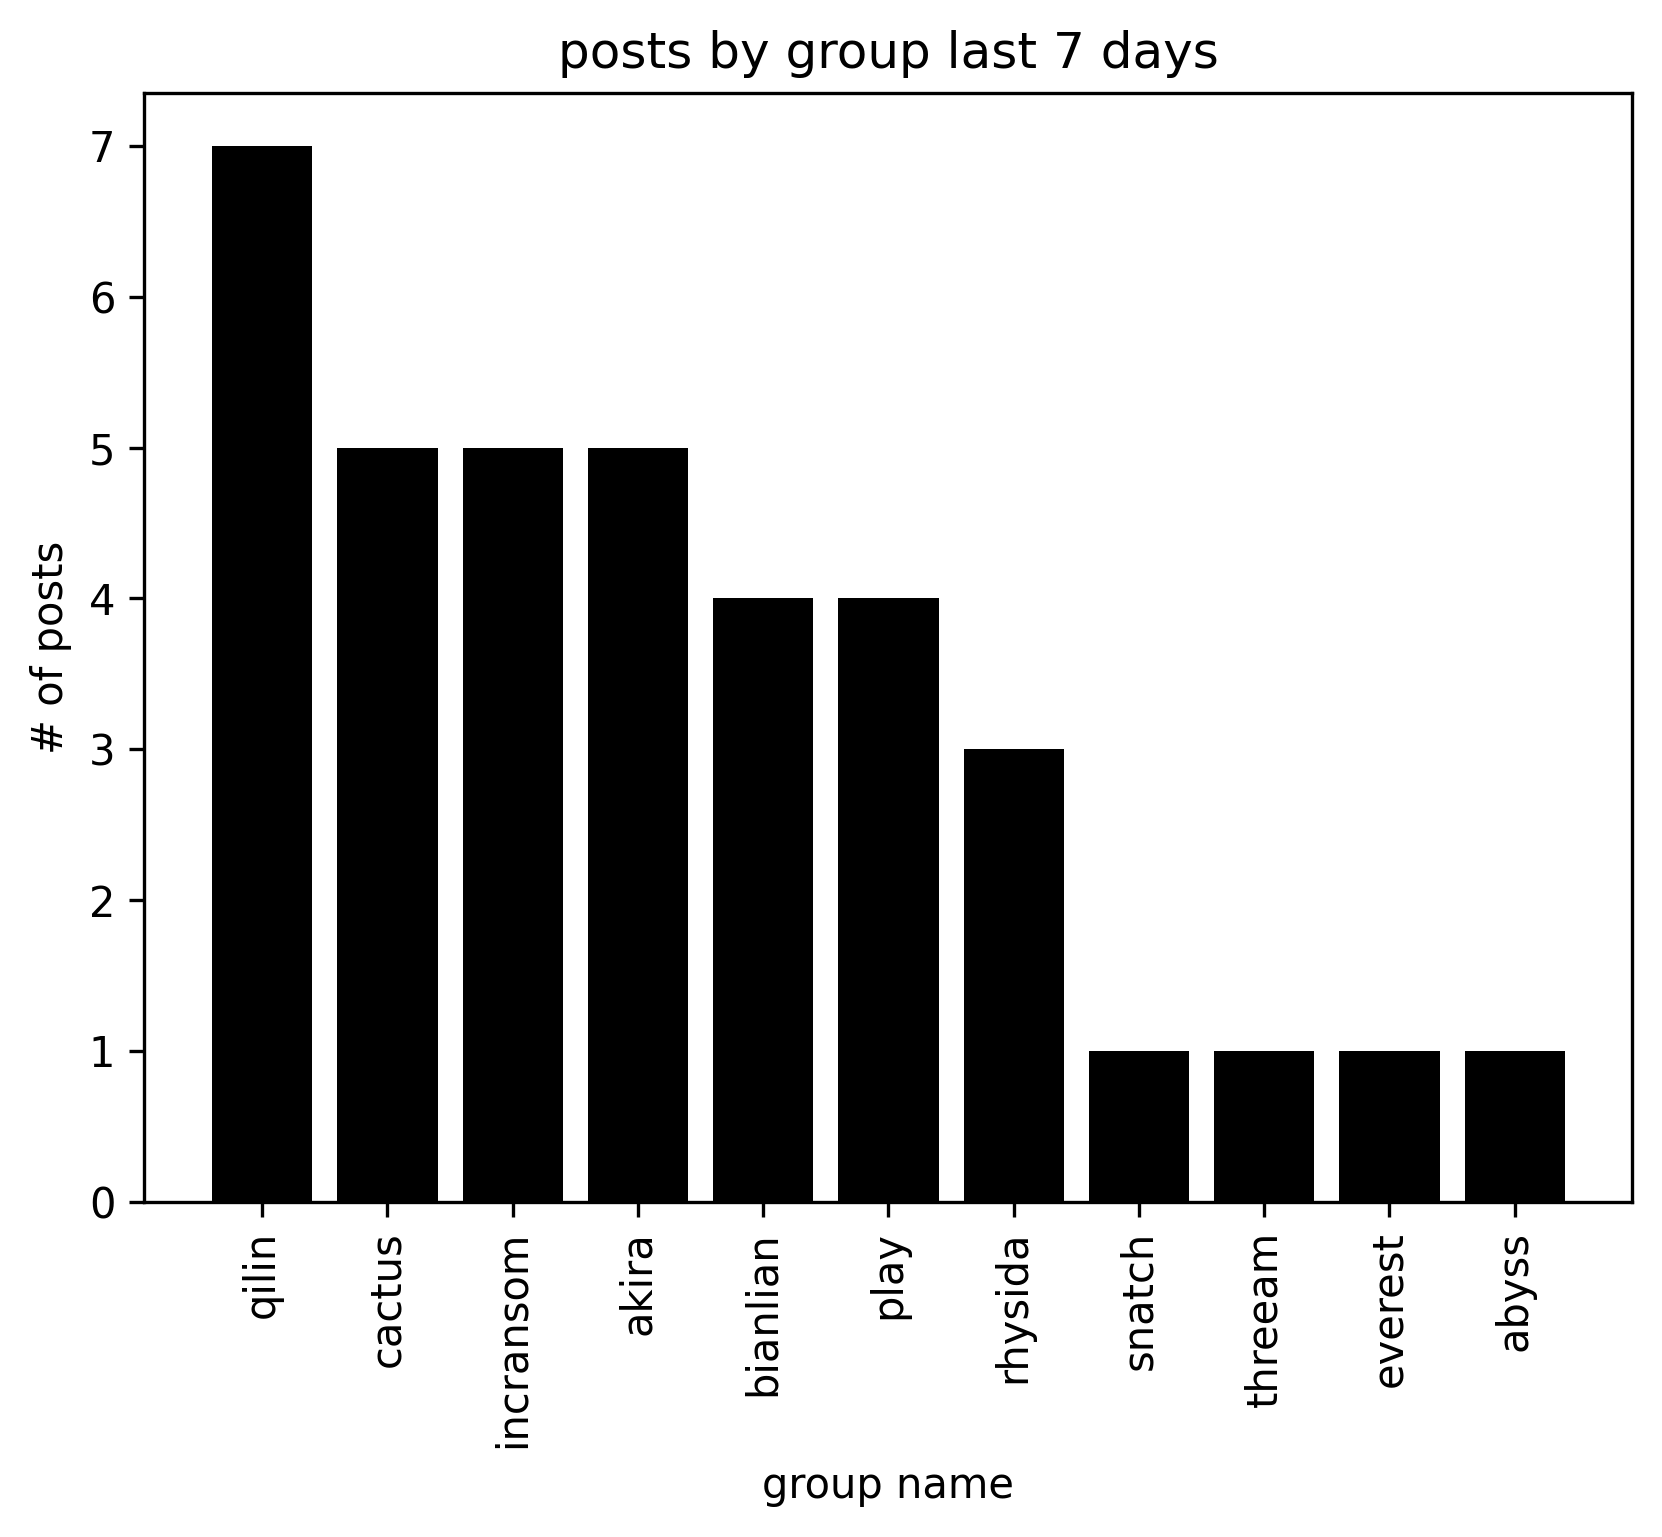 posts by group last 7 days
# of posts
7
6
5
4
3
2
1
0
qilin
cactus
incransom
akira
bianlian
play
rhysida
snatch
threeam
everest
abyss
group name